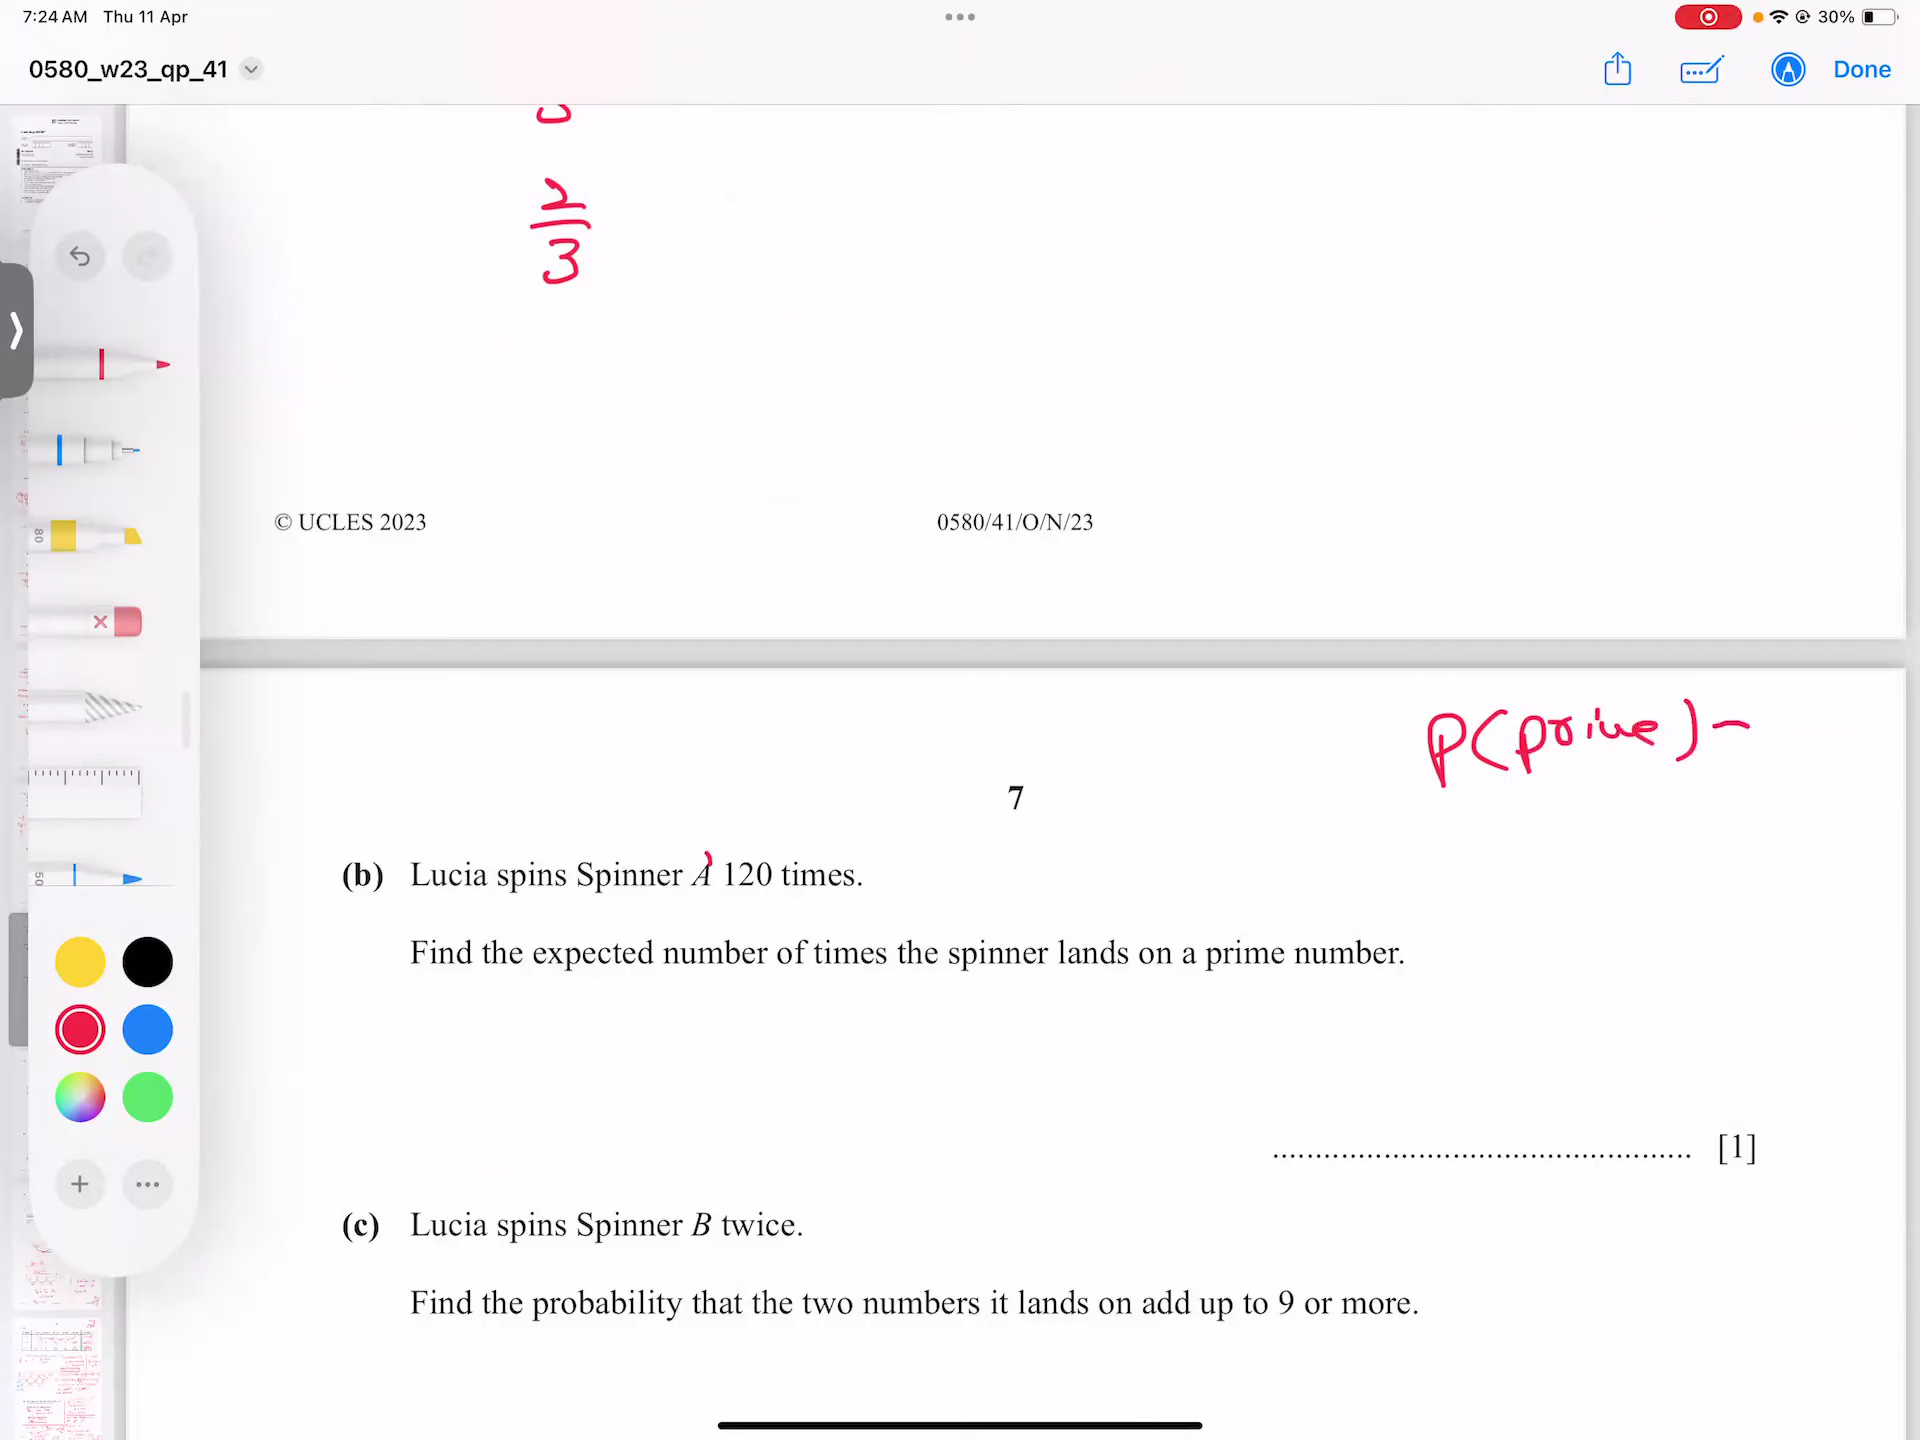 7:24 AM Thu 11 Apr
30%
0580_w23_qp_41
Done
2
3
© UCLES 2023
0580/41/O/N/23
P(prime) -
7
(b) Lucia spins Spinner A 120 times.
Find the expected number of times the spinner lands on a prime number.
80
50
.................................................. [1]
(c) Lucia spins Spinner B twice.
Find the probability that the two numbers it lands on add up to 9 or more.